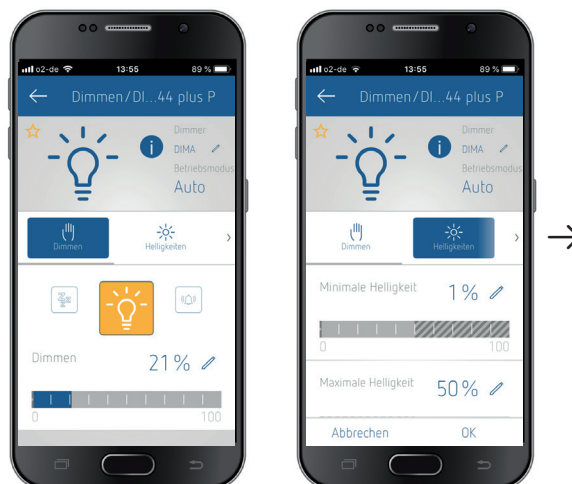 o2-de 13:55 89 %
Dimmen/DI...44 plus P
Dimmer
i
DIMA
Betriebsmodus
Auto
Dimmen
Helligkeiten
Dimmen
21 %
0
100
o2-de 13:55 89 %
Dimmen/DI...44 plus P
Dimmer
i
DIMA
Betriebsmodus
Auto
Dimmen
Helligkeiten
Minimale Helligkeit
1 %
0
100
Maximale Helligkeit
50 %
Abbrechen
OK